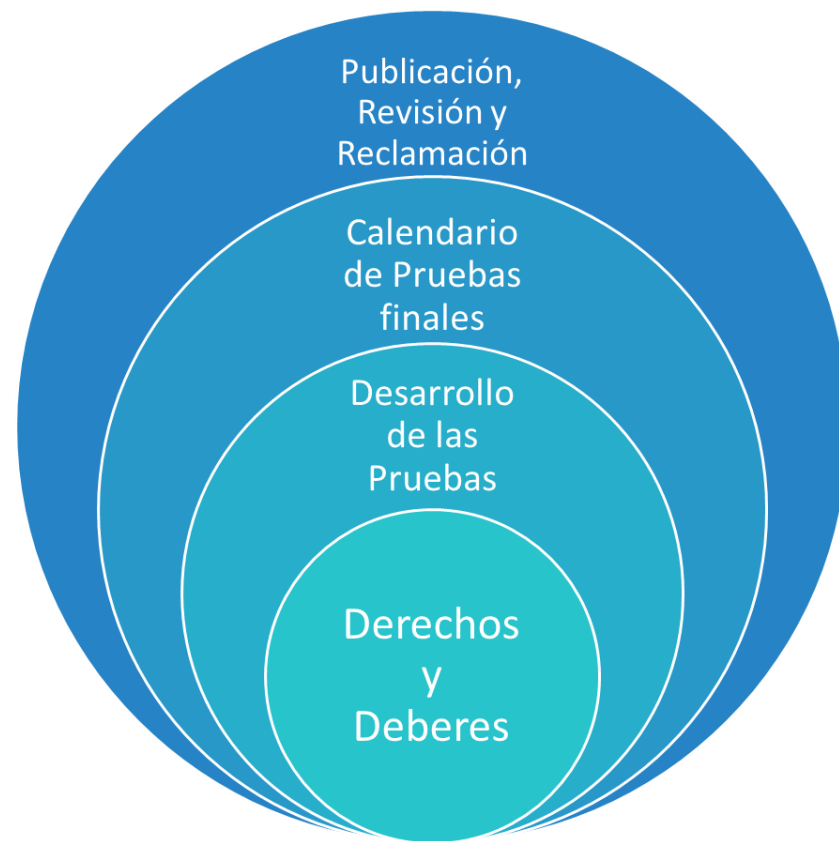 Publicación,
Revisión y
Reclamación
Calendario
de Pruebas
finales
Desarrollo
de las
Pruebas
Derechos
y
Deberes